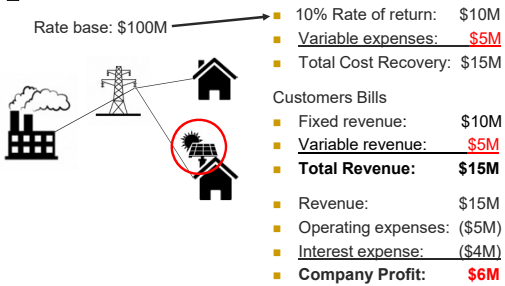 Rate base: $100M
10% Rate of return: $10M
Variable expenses: $5M
Total Cost Recovery: $15M
Customers Bills
Fixed revenue: $10M
Variable revenue: $5M
Total Revenue: $15M
Revenue: $15M
Operating expenses: ($5M)
Interest expense: ($4M)
Company Profit: $6M